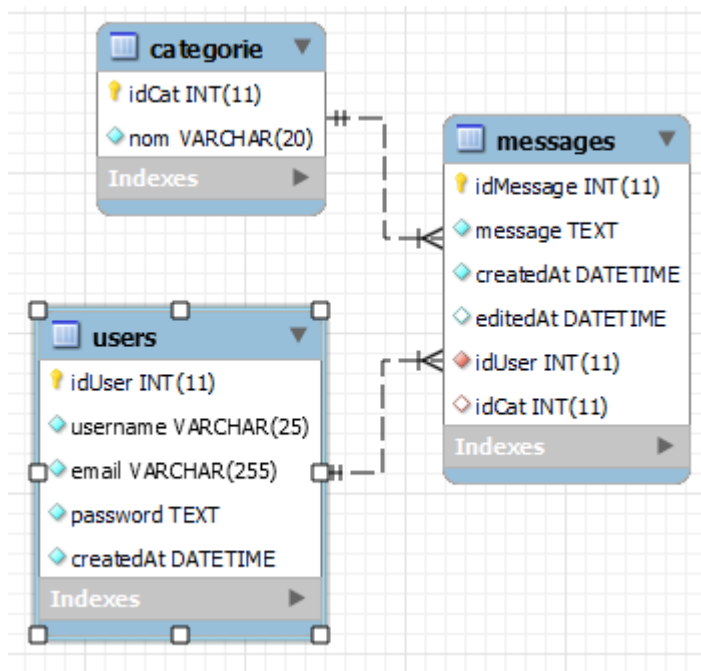 categorie
idCat INT(11)
nom VARCHAR(20)
Indexes
messages
idMessage INT(11)
message TEXT
createdAt DATETIME
editedAt DATETIME
idUser INT(11)
idCat INT(11)
Indexes
users
idUser INT(11)
username VARCHAR(25)
email VARCHAR(255)
password TEXT
createdAt DATETIME
Indexes